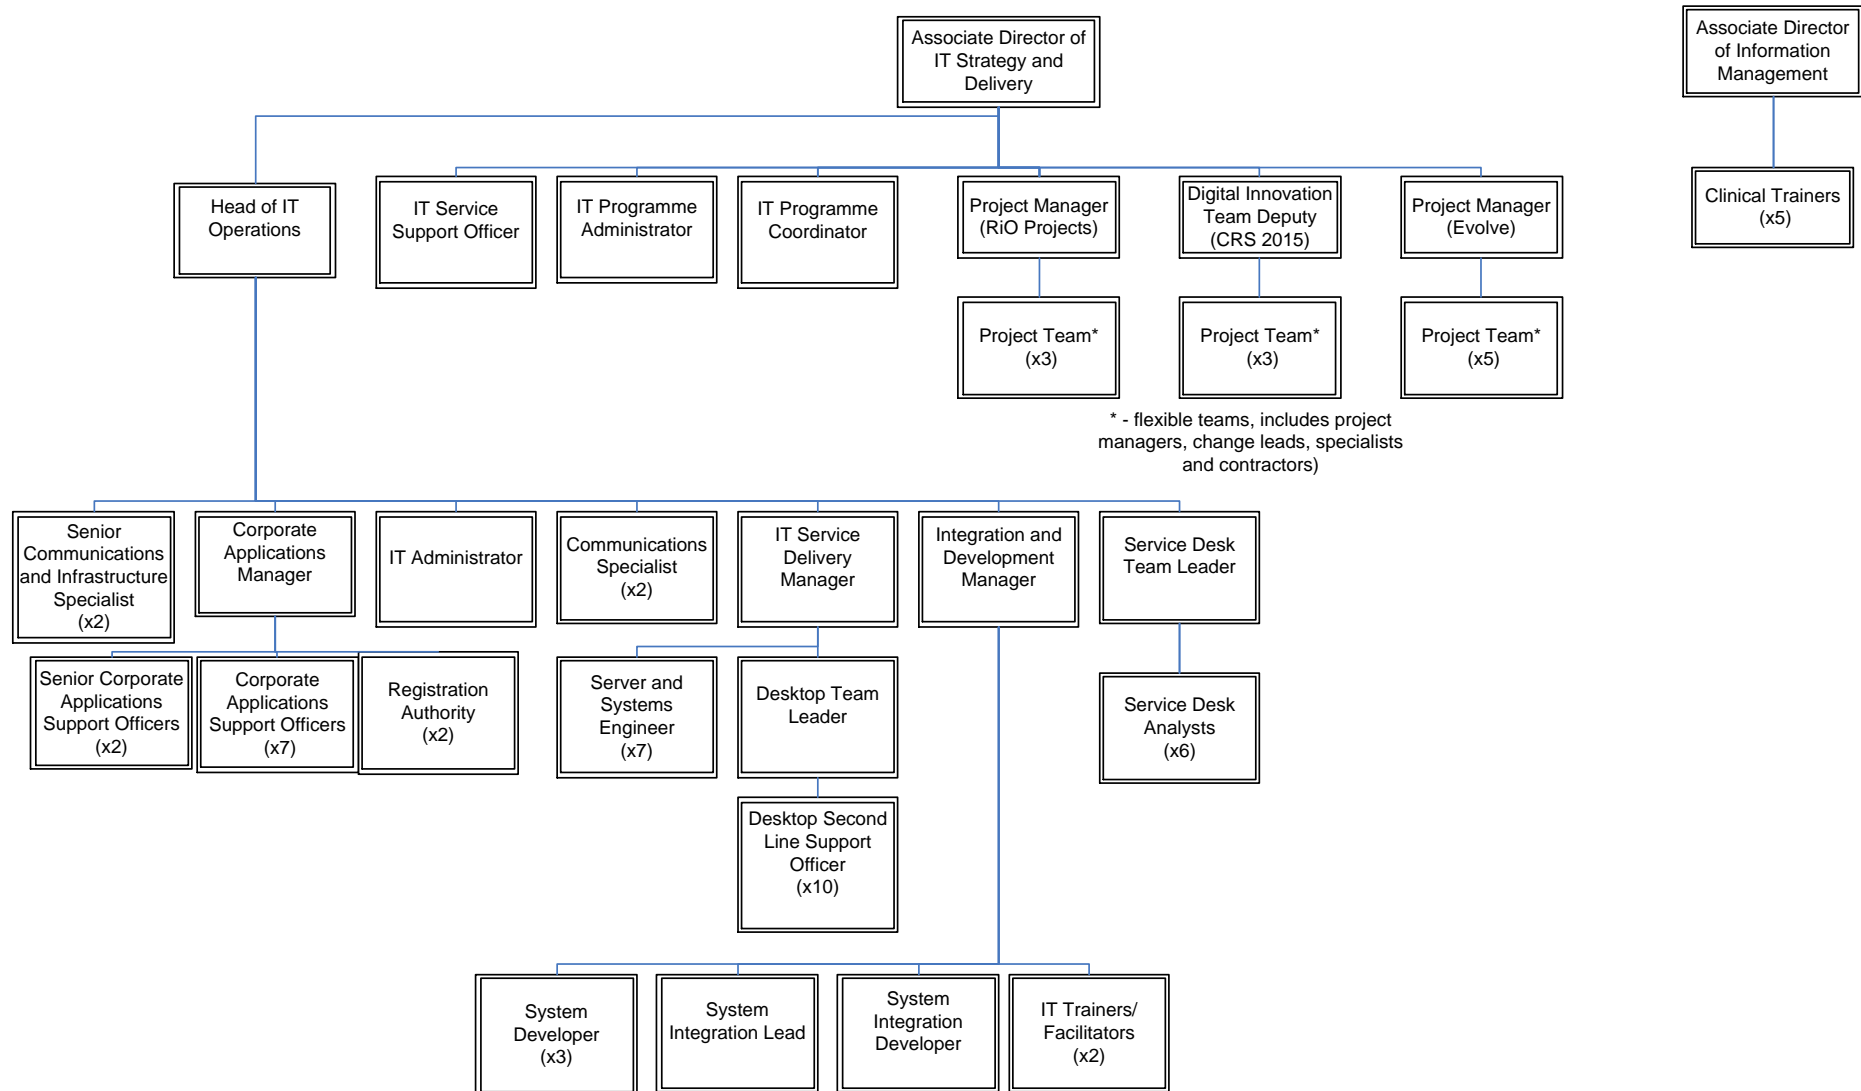 Associate Director of
IT Strategy and
Delivery
Associate Director
of Information
Management
Head of IT
Operations
IT Service
Support Officer
IT Programme
Administrator
IT Programme
Coordinator
Project Manager
(RiO Projects)
Digital Innovation
Team Deputy
(CRS 2015)
Project Manager
(Evolve)
Clinical Trainers
(x5)
Project Team*
(x3)
Project Team*
(x3)
Project Team*
(x5)
* - flexible teams, includes project
managers, change leads, specialists
and contractors)
Senior
Communications
and Infrastructure
Specialist
(x2)
Corporate
Applications
Manager
IT Administrator
Communications
Specialist
(x2)
IT Service
Delivery
Manager
Integration and
Development
Manager
Service Desk
Team Leader
Senior Corporate
Applications
Support Officers
(x2)
Corporate
Applications
Support Officers
(x7)
Registration
Authority
(x2)
Server and
Systems
Engineer
(x7)
Desktop Team
Leader
Service Desk
Analysts
(x6)
Desktop Second
Line Support
Officer
(x10)
System
Developer
(x3)
System
Integration Lead
System
Integration
Developer
IT Trainers/
Facilitators
(x2)